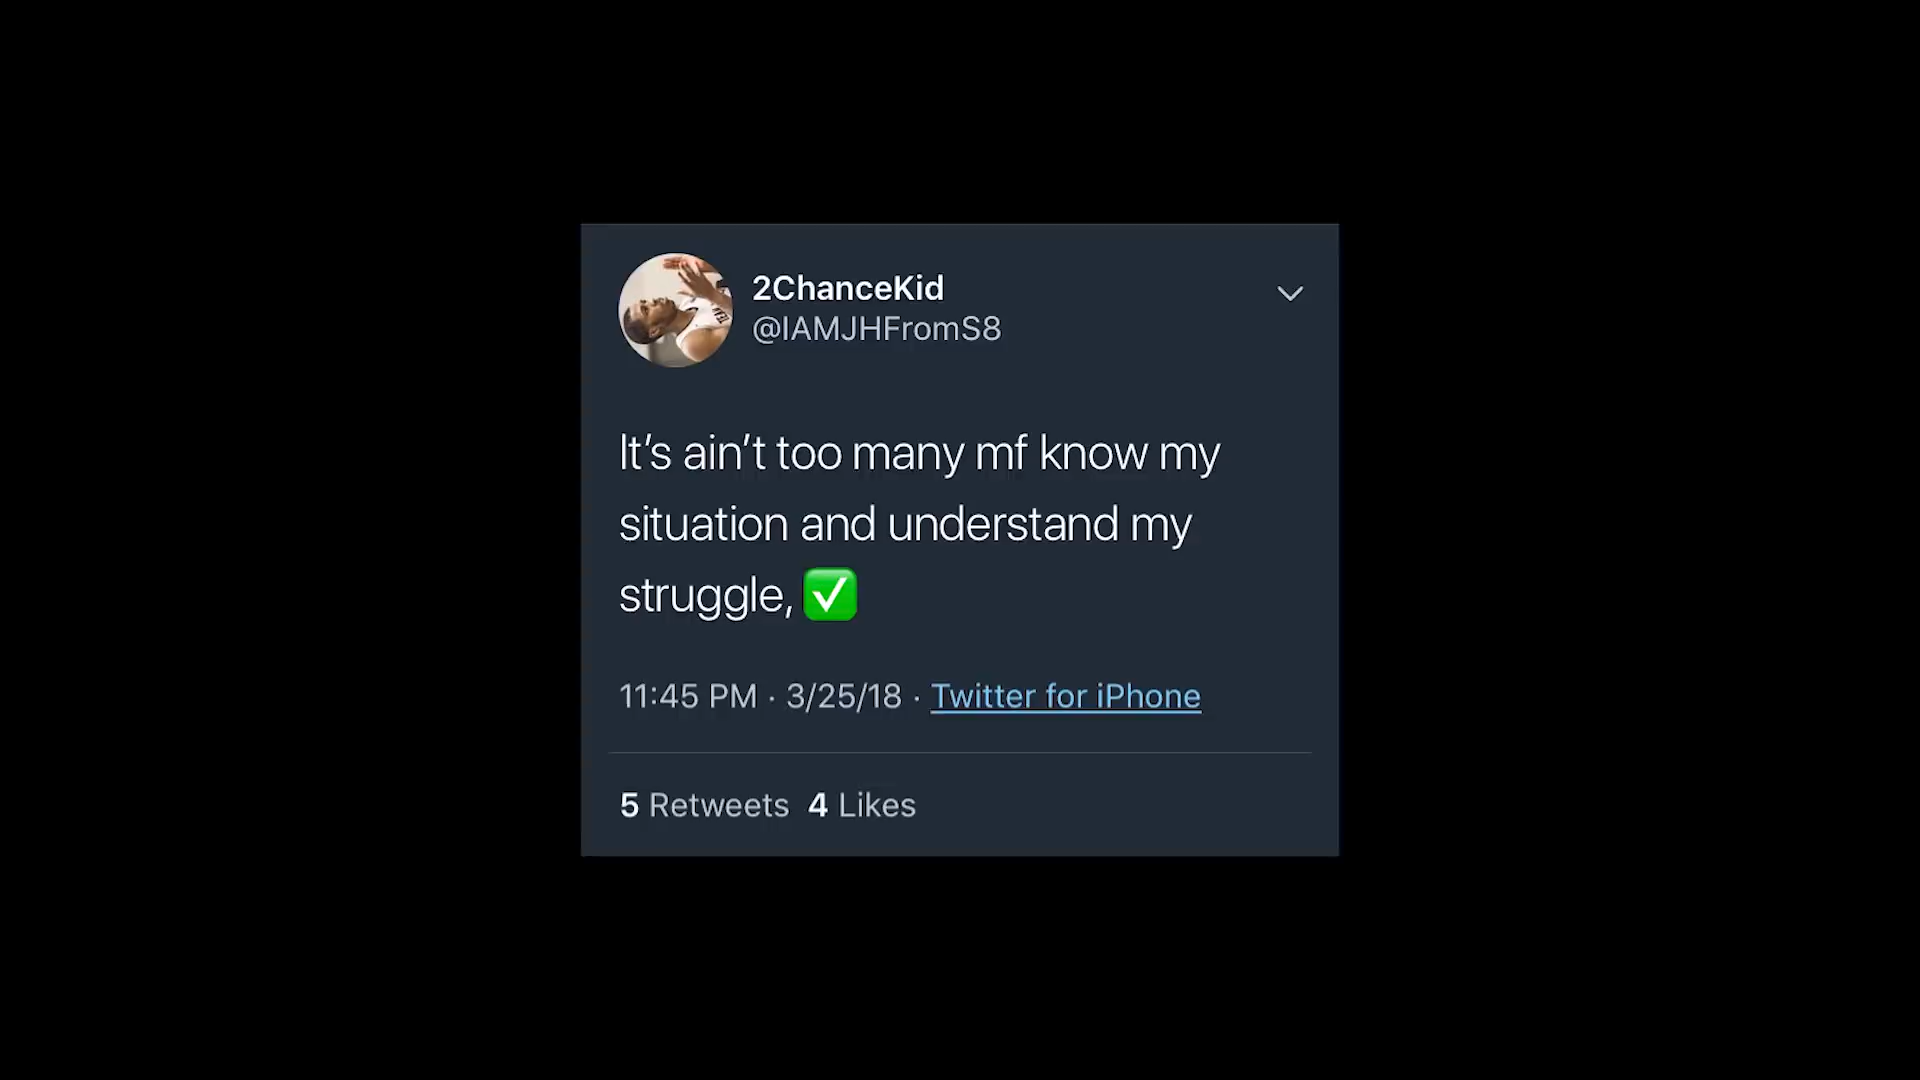 2ChanceKid
@IAMJHFromS8
It's ain't too many mf know my
situation and understand my
struggle, ✅
11:45 PM · 3/25/18 · Twitter for iPhone
5 Retweets 4 Likes